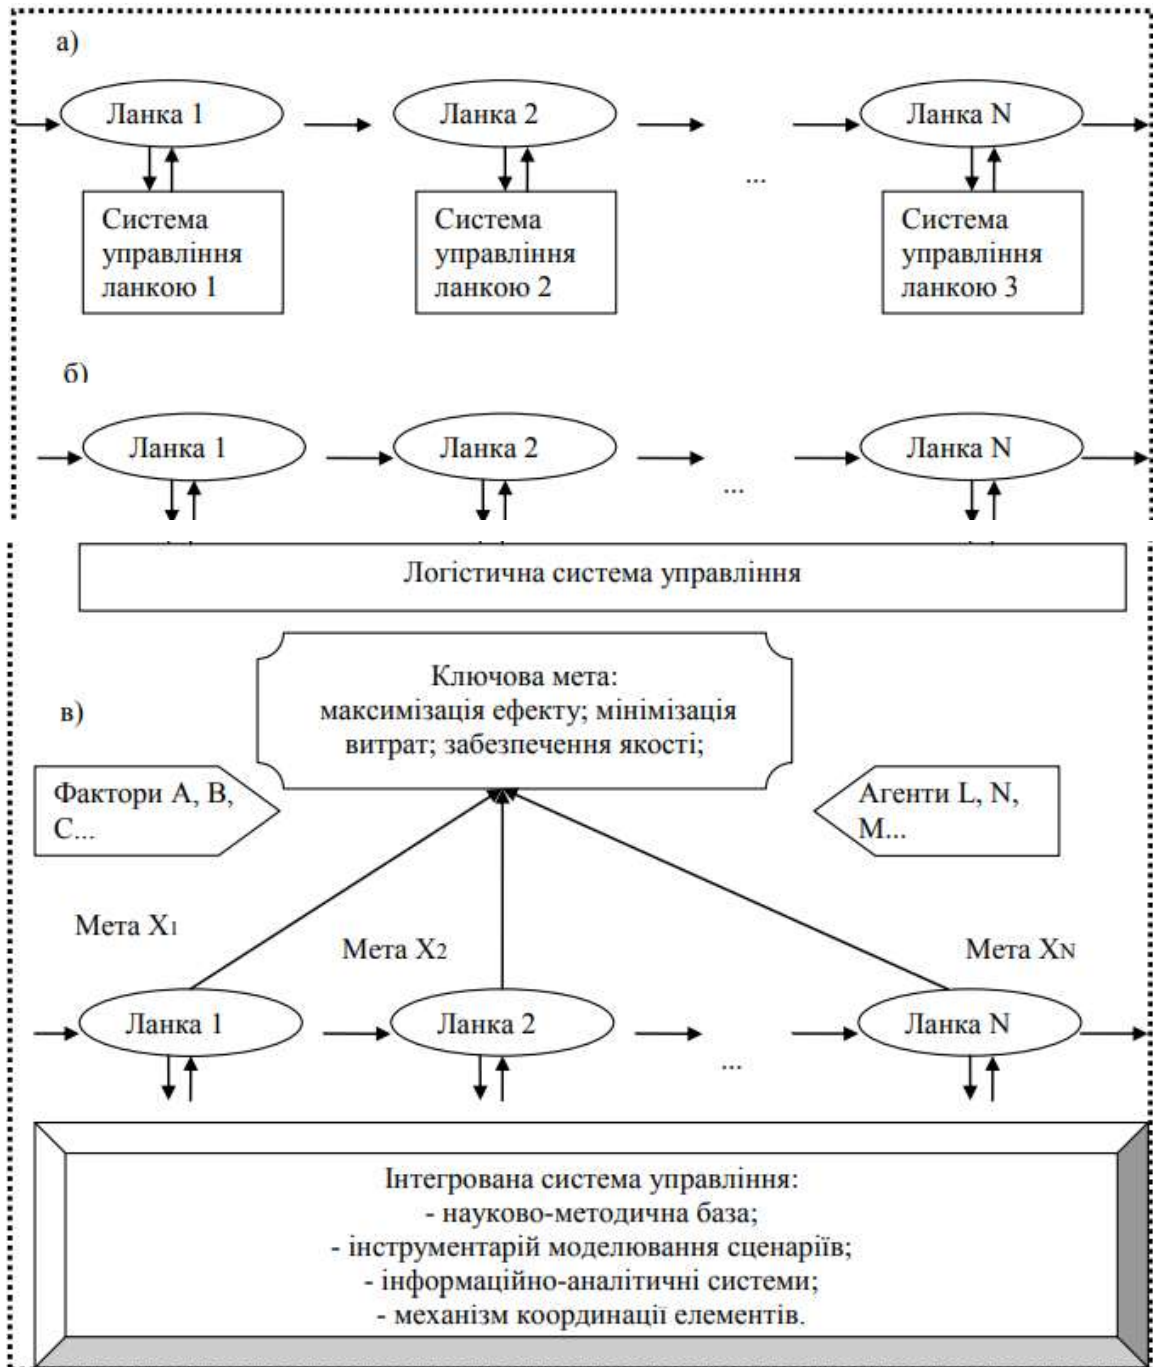 а)
Ланка 1
Ланка 2
...
Ланка N
Система
управління
ланкою 1
Система
управління
ланкою 2
Система
управління
ланкою 3
б)
Ланка 1
Ланка 2
...
Ланка N
Логістична система управління
в)
Ключова мета:
максимізація ефекту; мінімізація
витрат; забезпечення якості;
Фактори А, В,
С...
Агенти L, N,
M...
Мета X1
Мета X2
Мета XN
Ланка 1
Ланка 2
...
Ланка N
Інтегрована система управління:
- науково-методична база;
- інструментарій моделювання сценаріїв;
- інформаційно-аналітичні системи;
- механізм координації елементів.